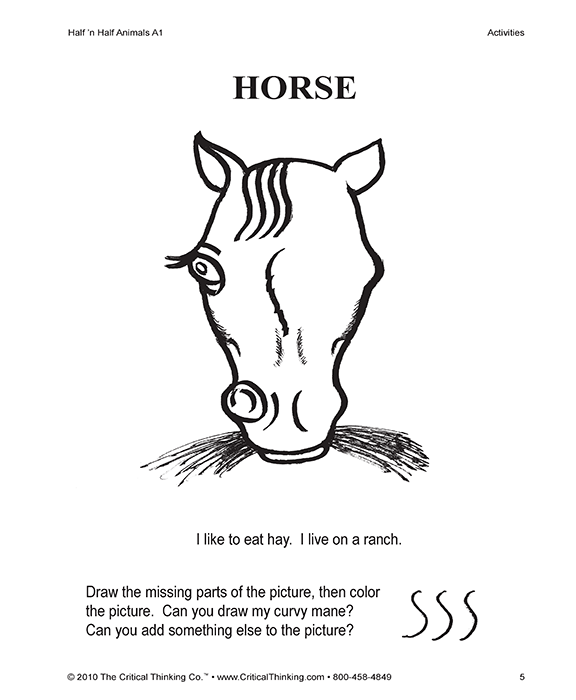 Half ’n Half Animals A1 Activities
HORSE
I like to eat hay. I live on a ranch.
Draw the missing parts of the picture, then color
the picture. Can you draw my curvy mane?
Can you add something else to the picture?
© 2010 The Critical Thinking Co.™ • www.CriticalThinking.com • 800-458-4849 5